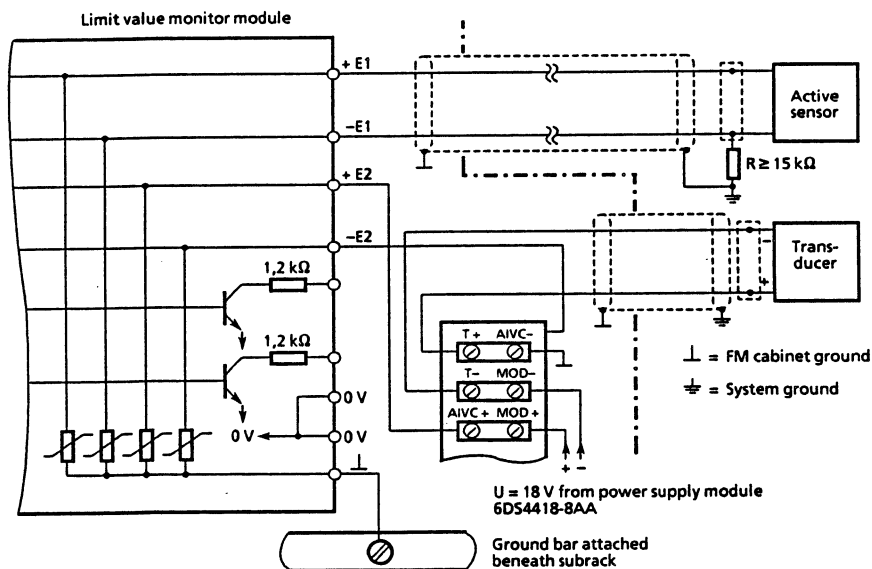 Limit value monitor module
+ E1
Active
sensor
−E1
R ≥ 15 kΩ
+ E2
−E2
−
Trans-
ducer
+
1,2 kΩ
1,2 kΩ
T + AIVC−
T− MOD−
AIVC + MOD +
0 V
0 V
0 V
+ −
= FM cabinet ground
= System ground
U = 18 V from power supply module
6DS4418-8AA
Ground bar attached
beneath subrack